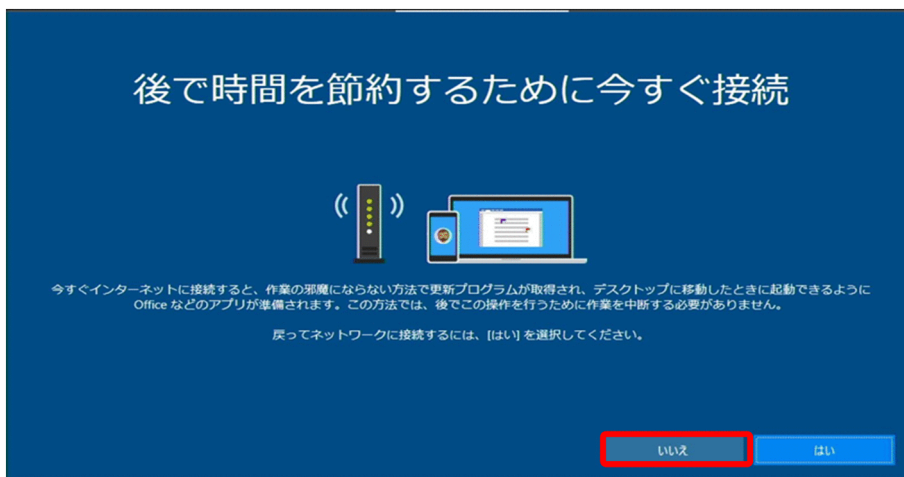 後で時間を節約するために今すぐ接続
今すぐインターネットに接続すると、作業の邪魔にならない方法で更新プログラムが取得され、デスクトップに移動したときに起動できるように
Office などのアプリが準備されます。この方法では、後でこの操作を行うために作業を中断する必要がありません。
戻ってネットワークに接続するには、[はい] を選択してください。
いいえ
はい